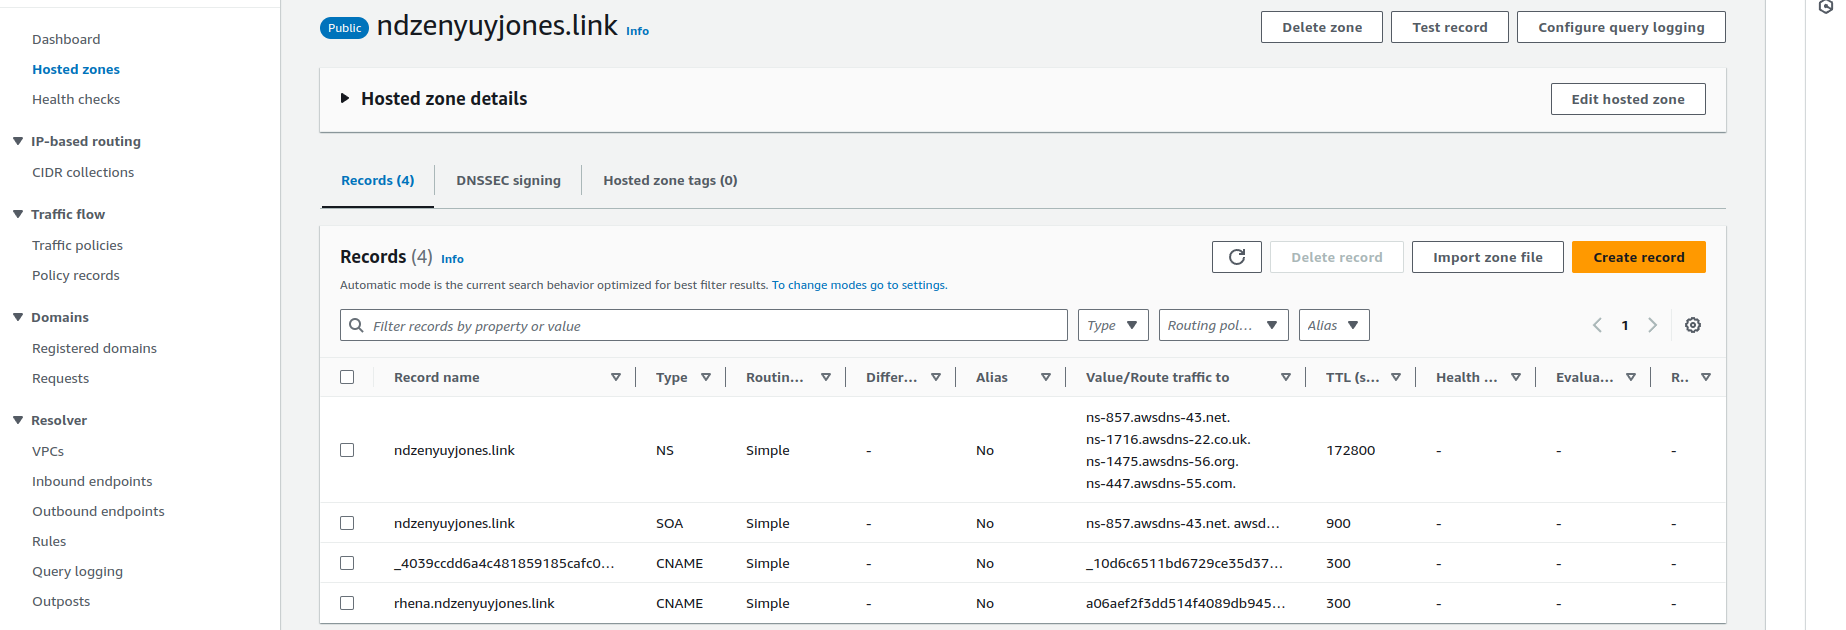 Dashboard
Hosted zones
Health checks
IP-based routing
CIDR collections
Traffic flow
Traffic policies
Policy records
Domains
Registered domains
Requests
Resolver
VPCs
Inbound endpoints
Outbound endpoints
Rules
Query logging
Outposts
Public ndzenyuyjones.link Info
Delete zone Test record Configure query logging
Hosted zone details Edit hosted zone
Records (4) DNSSEC signing Hosted zone tags (0)
Records (4) Info
Delete record Import zone file Create record
Automatic mode is the current search behavior optimized for best filter results. To change modes go to settings.
Filter records by property or value Type Routing pol... Alias 1
Record name Type Routin... Differ... Alias Value/Route traffic to TTL (s... Health ... Evalua... R..
ns-857.awsdns-43.net.
ns-1716.awsdns-22.co.uk.
ndzenyuyjones.link NS Simple - No 172800 - - -
ns-1475.awsdns-56.org.
ns-447.awsdns-55.com.
ndzenyuyjones.link SOA Simple - No ns-857.awsdns-43.net. awsd... 900 - - -
_4039ccdd6a4c481859185cafc0... CNAME Simple - No _10d6c6511bd6729ce35d37... 300 - - -
rhena.ndzenyuyjones.link CNAME Simple - No a06aef2f3dd514f4089db945... 300 - - -